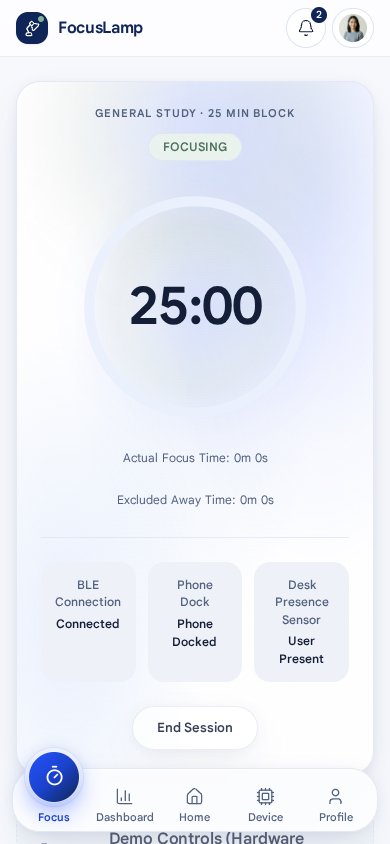 FocusLamp
2
GENERAL STUDY · 25 MIN BLOCK
FOCUSING
25:00
Actual Focus Time: 0m 0s
Excluded Away Time: 0m 0s
BLE
Connection
Connected
Phone
Dock
Phone
Docked
Desk
Presence
Sensor
User
Present
End Session
Focus
Dashboard
Home
Device
Profile
Demo Controls (Hardware